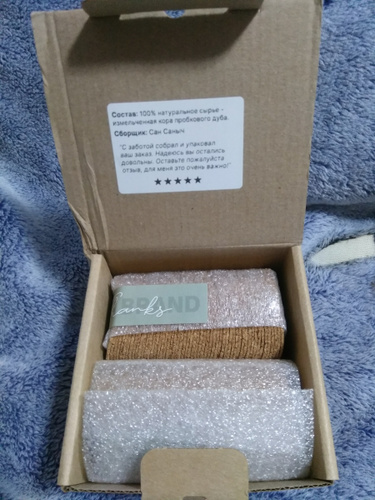 Состав: 100% натуральное сырье -
измельченная кора пробкового дуба.
Сборщик: Сан Саныч
"С заботой собрал и упаковал
ваш заказ. Надеюсь вы остались
довольны. Оставьте пожалуйста
отзыв, для меня это очень важно!"
★★★★★
BRAND